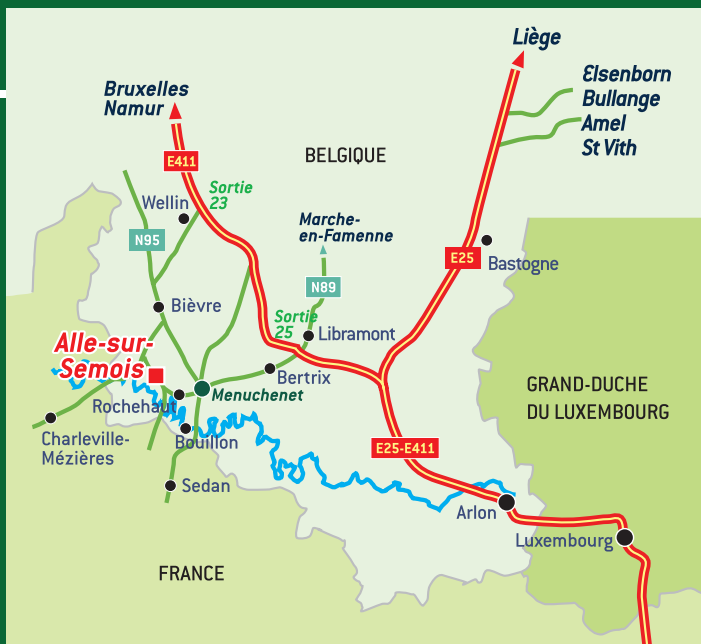 Liège
Elsenborn
Bullange
Amel
St Vith
Bruxelles
Namur
BELGIQUE
E411
Sortie
23
Wellin
N95
Marche-
en-Famenne
E25
Bastogne
N89
Bièvre
Sortie
25
Libramont
Alle-sur-
Semois
Bertrix
GRAND-DUCHE
DU LUXEMBOURG
Menuchenet
Rochehaut
Charleville-
Mézières
Bouillon
E25-E411
Sedan
Arlon
Luxembourg
FRANCE